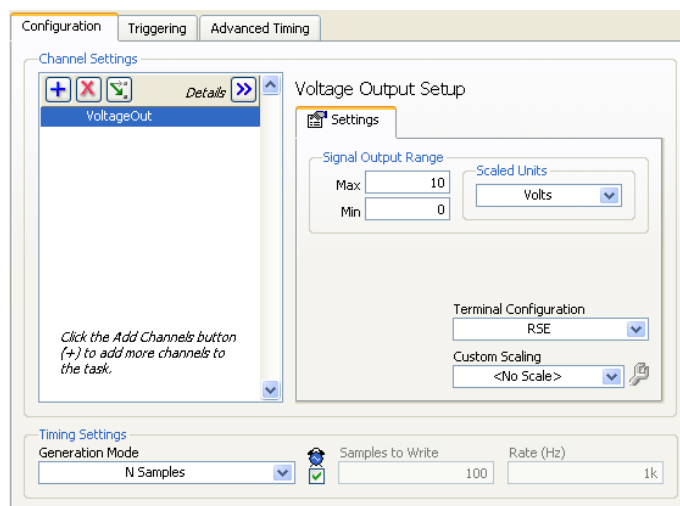 Configuration
Triggering
Advanced Timing
Channel Settings
Details
VoltageOut
Click the Add Channels button
(+) to add more channels to
the task.
Voltage Output Setup
Settings
Signal Output Range
Max 10
Min 0
Scaled Units
Volts
Terminal Configuration
RSE
Custom Scaling
<No Scale>
Timing Settings
Generation Mode
N Samples
Samples to Write
100
Rate (Hz)
1k